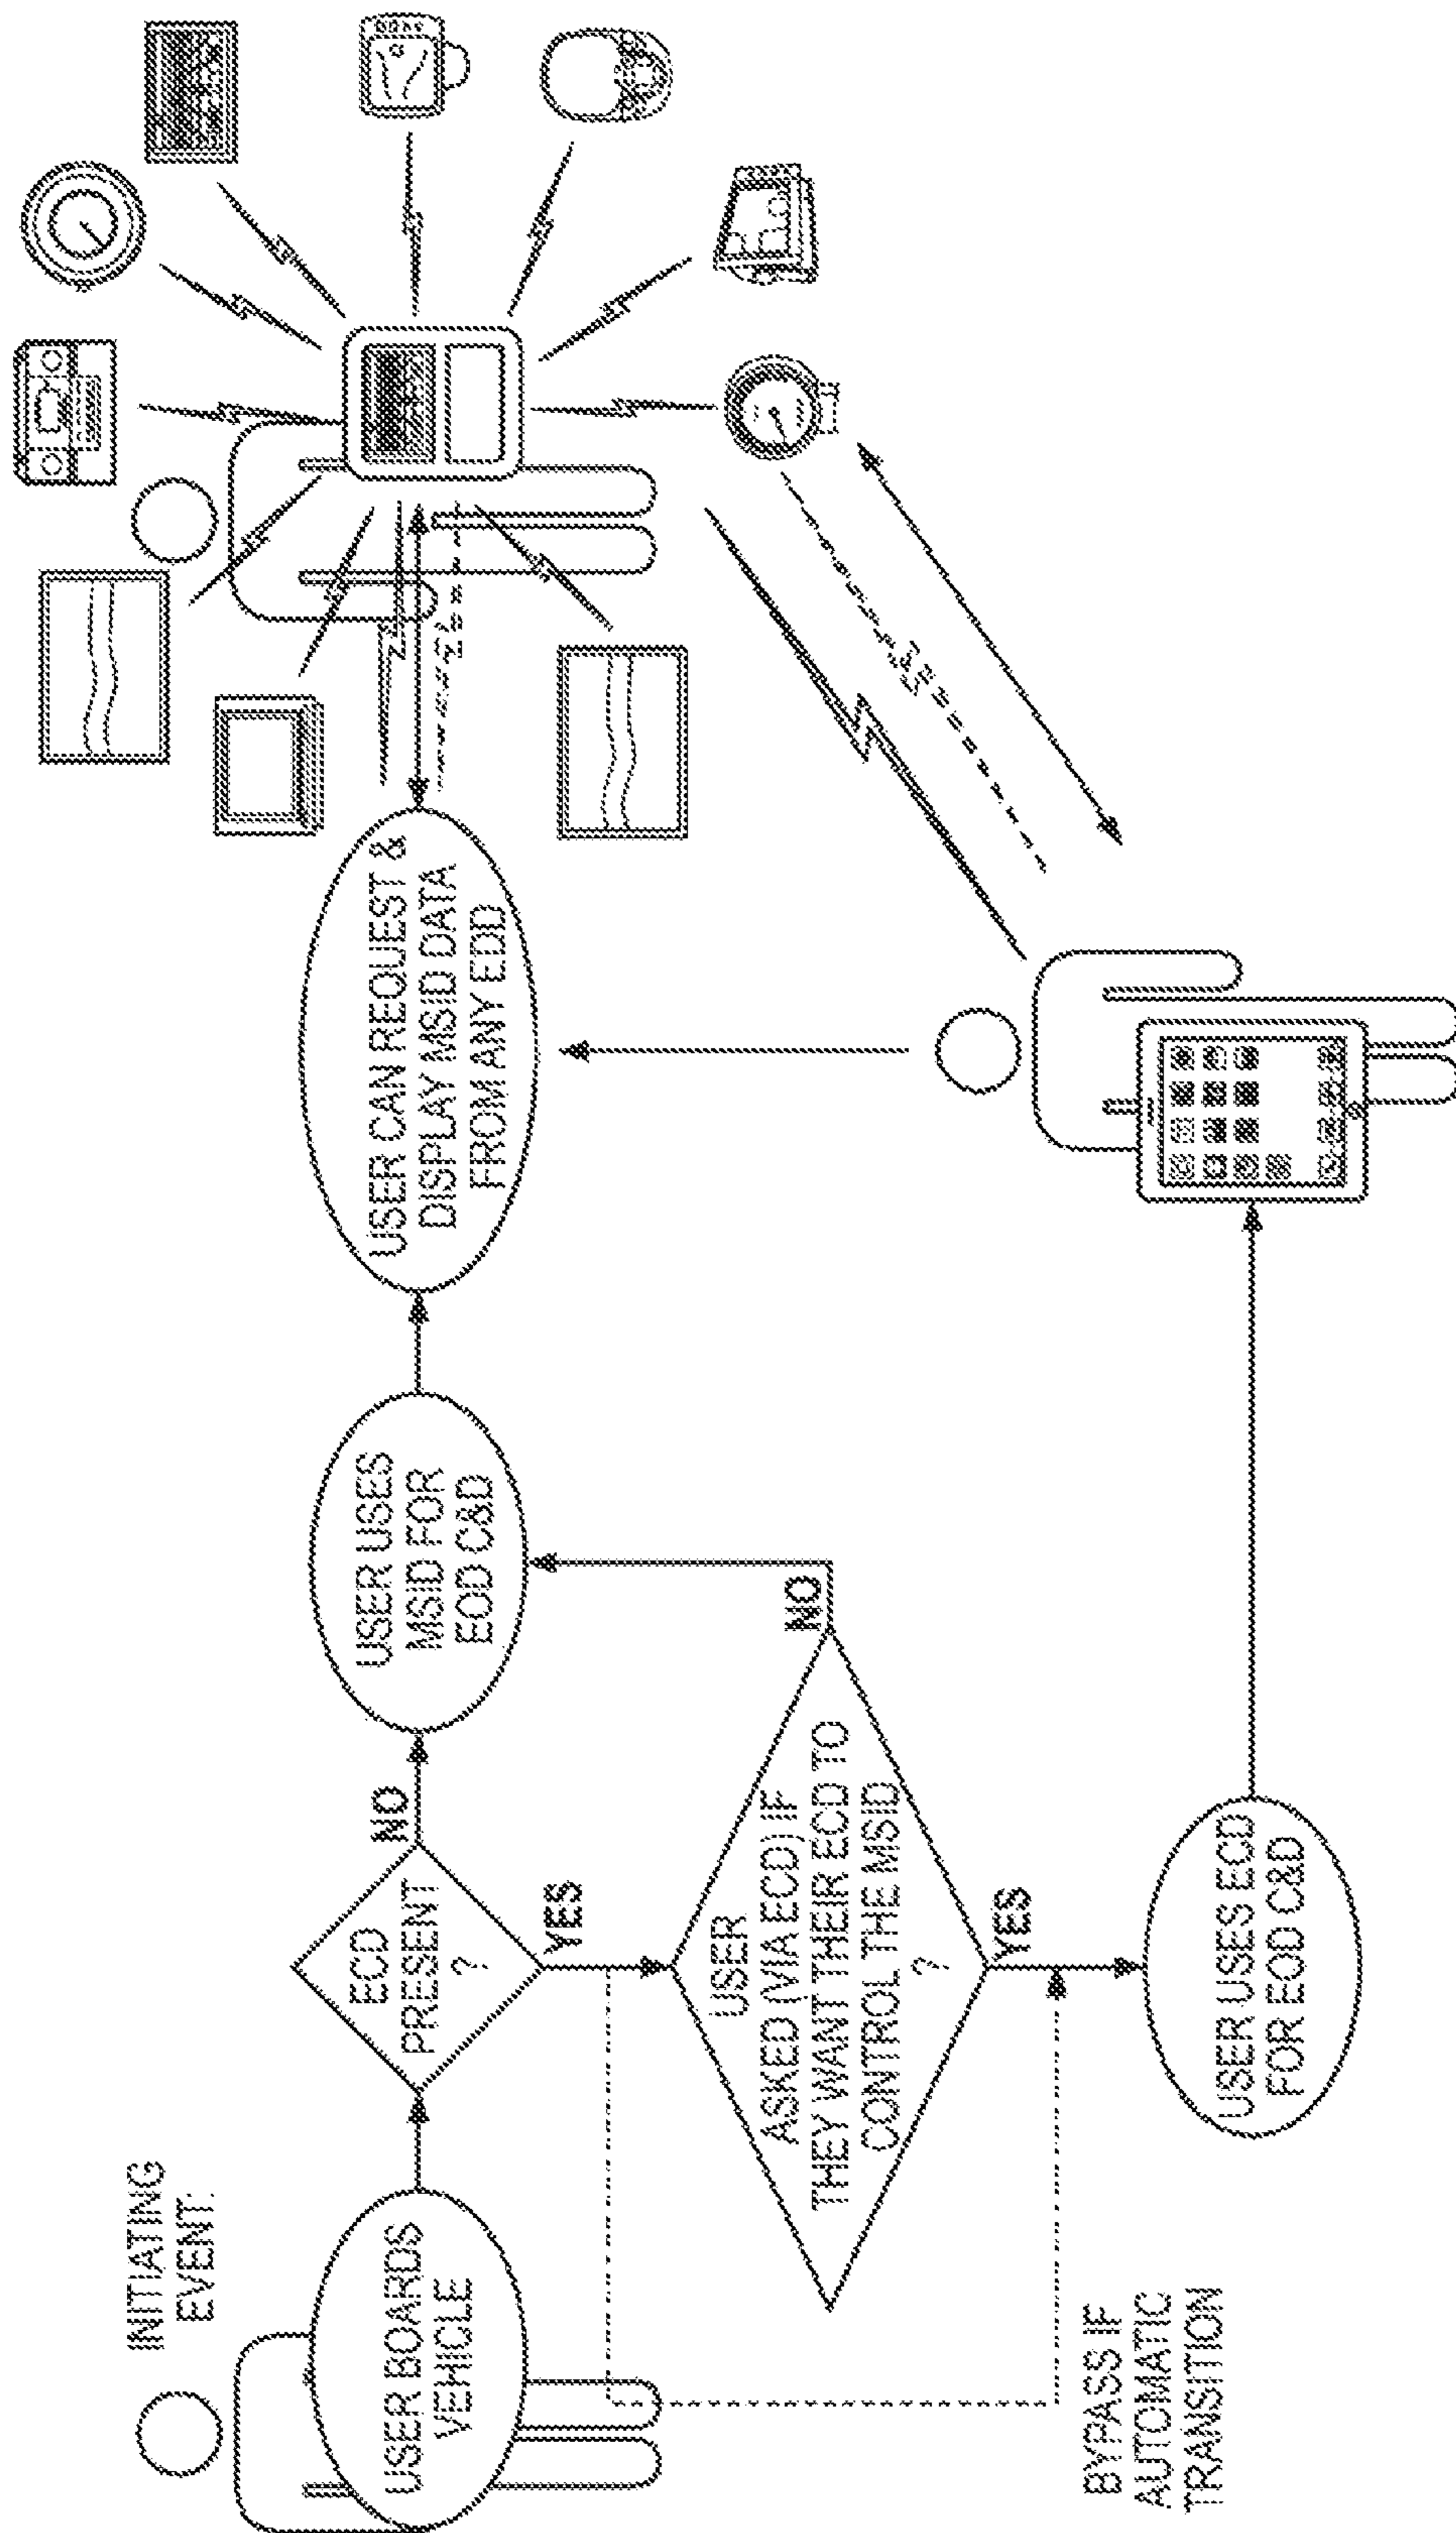 INITIATING
EVENT:
USER BOARDS
VEHICLE
ECD
PRESENT
?
NO
YES
USER USES
MSID FOR
EOD C&D
USER CAN REQUEST &
DISPLAY MSID DATA
FROM ANY EDD
USER
ASKED (VIA ECD) IF
THEY WANT THEIR ECD TO
CONTROL THE MSID
?
NO
YES
BYPASS IF
AUTOMATIC
TRANSITION
USER USES ECD
FOR EOD C&D